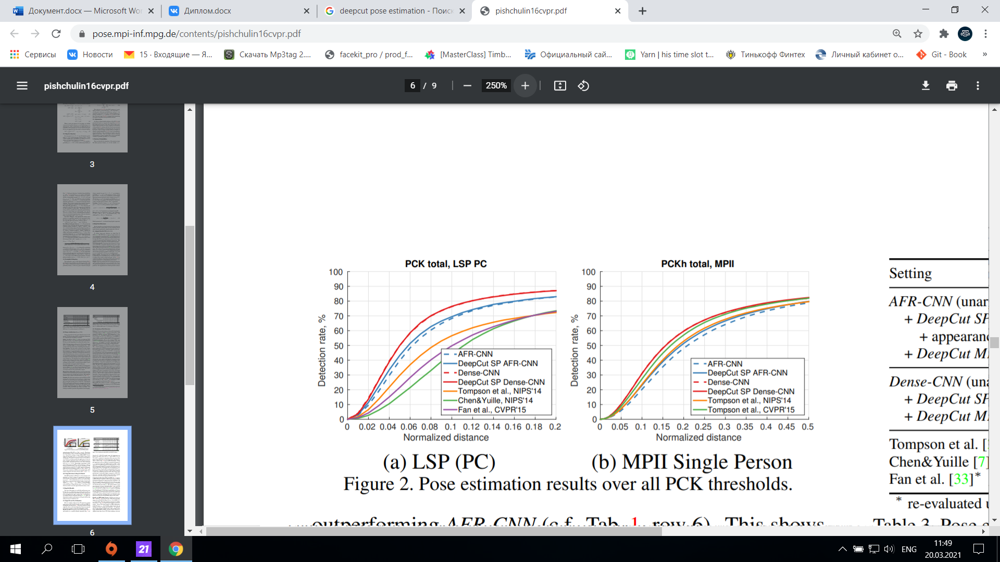 Документ.docx — Microsoft Wor
Диплом.docx
deepcut pose estimation - Поиск
pishchulin16cvpr.pdf
pose.mpi-inf.mpg.de/contents/pishchulin16cvpr.pdf
Сервисы
Новости
15 · Входящие — Я...
Скачать Mp3tag 2....
facekit_pro / prod_f...
[MasterClass] Timb...
Официальный сай...
Yarn | his time slot t...
Тинькофф Финтех
Личный кабинет о...
Git - Book
»
pishchulin16cvpr.pdf
6 / 9
250%
3
4
5
6
PCK total, LSP PC
100
90
80
70
60
50
40
30
20
10
0
Detection rate, %
AFR-CNN
DeepCut SP AFR-CNN
Dense-CNN
DeepCut SP Dense-CNN
Tompson et al., NIPS'14
Chen&Yuille, NIPS'14
Fan et al., CVPR'15
0 0.02 0.04 0.06 0.08 0.1 0.12 0.14 0.16 0.18 0.2
Normalized distance
(a) LSP (PC)
PCKh total, MPII
100
90
80
70
60
50
40
30
20
10
0
Detection rate, %
AFR-CNN
DeepCut SP AFR-CNN
Dense-CNN
DeepCut SP Dense-CNN
Tompson et al., NIPS'14
Tompson et al., CVPR'15
0 0.05 0.1 0.15 0.2 0.25 0.3 0.35 0.4 0.45 0.5
Normalized distance
(b) MPII Single Person
Figure 2. Pose estimation results over all PCK thresholds.
outperforming AFR-CNN (c.f. Tab. 1, row 6). This shows
Setting
AFR-CNN (unar
+ DeepCut SP
+ appearanc
+ DeepCut M
Dense-CNN (una
+ DeepCut SP
+ DeepCut M
Tompson et al. [
Chen&Yuille [7]
Fan et al. [33]*
* re-evaluated u
Table 3. Pose e
21
ENG
11:49
20.03.2021